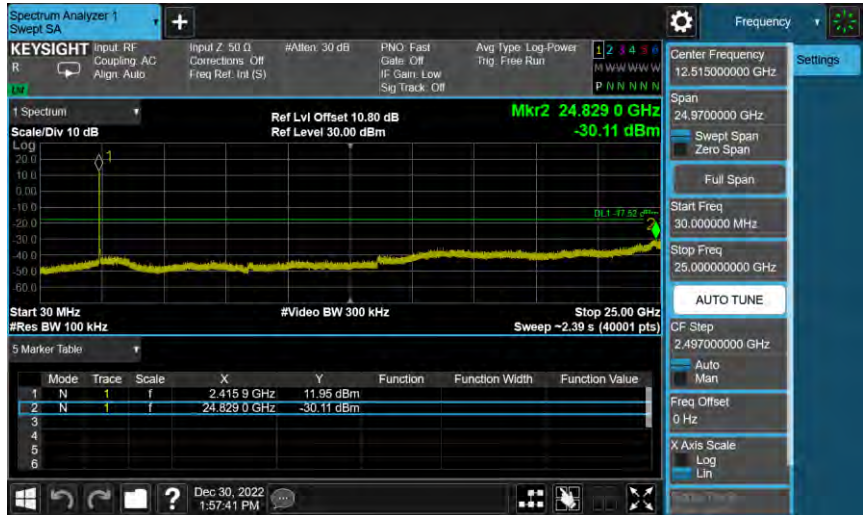 Spectrum Analyzer 1
Swept SA
+
Frequency
KEYSIGHT
R
Input: RF
Coupling: AC
Align: Auto
Input Z: 50 Ω
Corrections: Off
Freq Ref: Int (S)
#Atten: 30 dB
PNO: Fast
Gate: Off
IF Gain: Low
Sig Track: Off
Avg Type: Log-Power
Trig: Free Run
1 2 3 4 5 6
M W W W W W
P N N N N N
1 Spectrum
Scale/Div 10 dB
Ref Lvl Offset 10.80 dB
Ref Level 30.00 dBm
Mkr2 24.829 0 GHz
-30.11 dBm
Log
20.0
10.0
0.00
-10.0
-20.0
-30.0
-40.0
-50.0
-60.0
1
DL1 -17.52 dBm
2
Start 30 MHz
#Res BW 100 kHz
#Video BW 300 kHz
Stop 25.00 GHz
Sweep ~2.39 s (40001 pts)
5 Marker Table
Mode Trace Scale X Y Function Function Width Function Value
1 N 1 f 2.415 9 GHz 11.95 dBm
2 N 1 f 24.829 0 GHz -30.11 dBm
3
4
5
6
Dec 30, 2022
1:57:41 PM
?
Center Frequency
12.515000000 GHz
Settings
Span
24.9700000 GHz
Swept Span
Zero Span
Full Span
Start Freq
30.000000 MHz
Stop Freq
25.000000000 GHz
AUTO TUNE
CF Step
2.497000000 GHz
Auto
Man
Freq Offset
0 Hz
X Axis Scale
Log
Lin